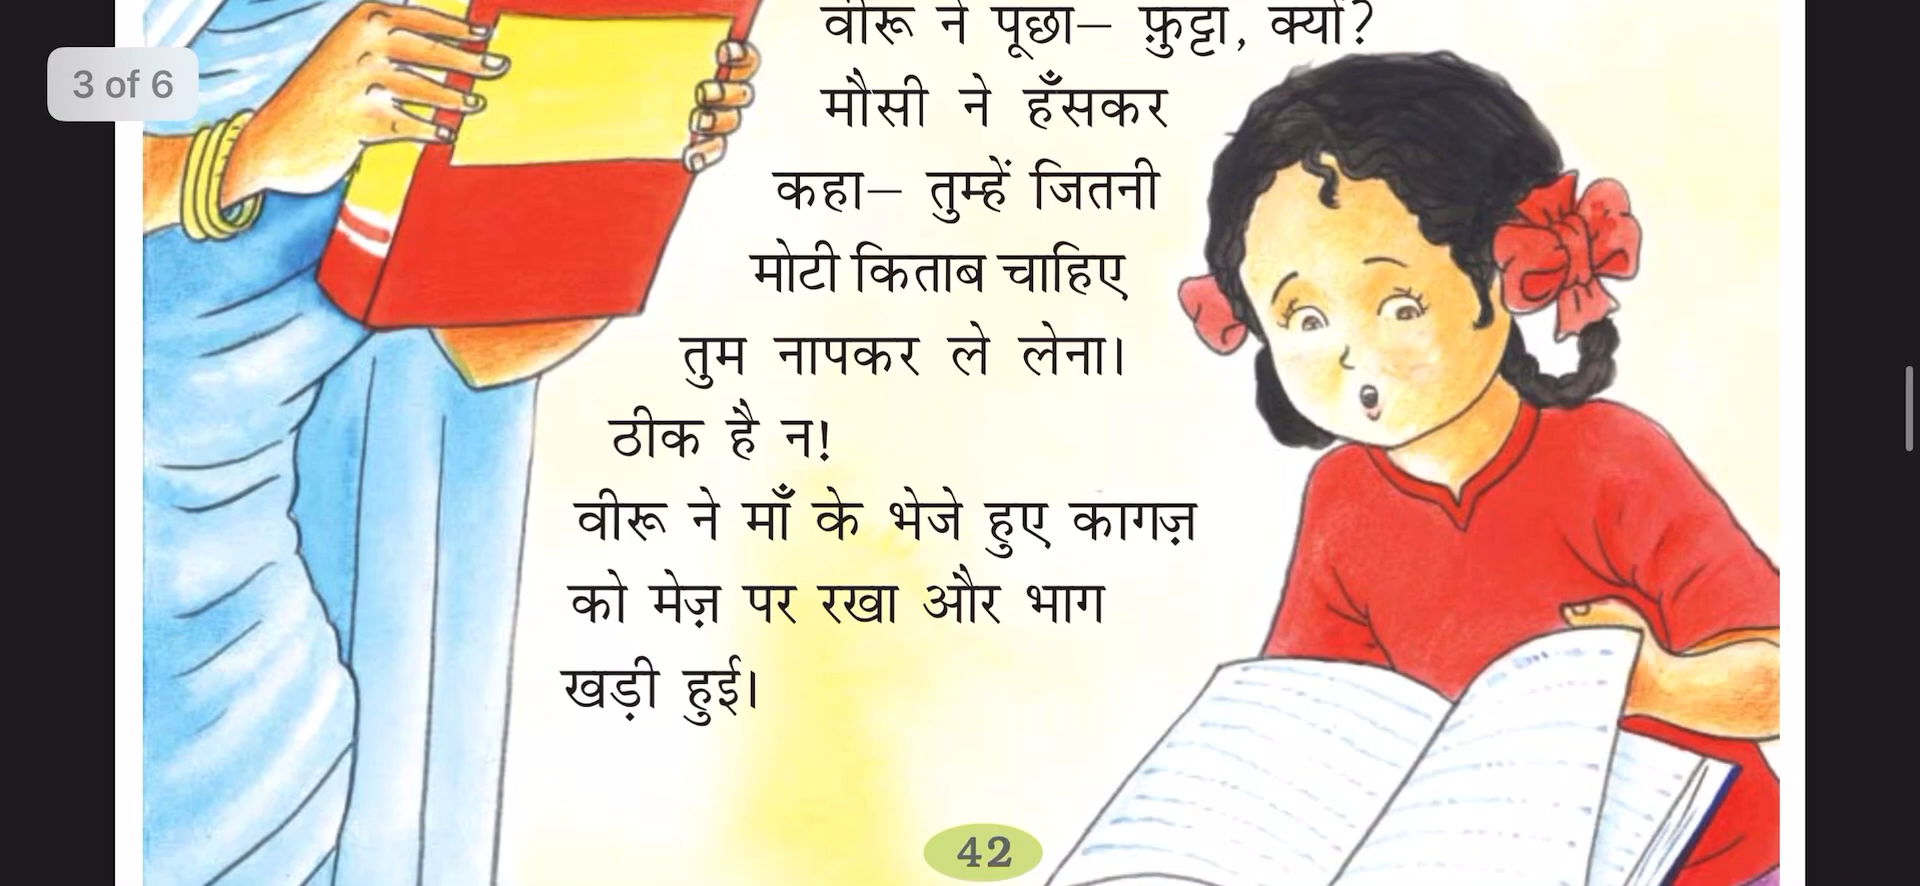 3 of 6
वीरू ने पूछा– फ़ुट्टा, क्यों?
मौसी ने हँसकर
कहा– तुम्हें जितनी
मोटी किताब चाहिए
तुम नापकर ले लेना।
ठीक है न!
वीरू ने माँ के भेजे हुए कागज़
को मेज़ पर रखा और भाग
खड़ी हुई।
42